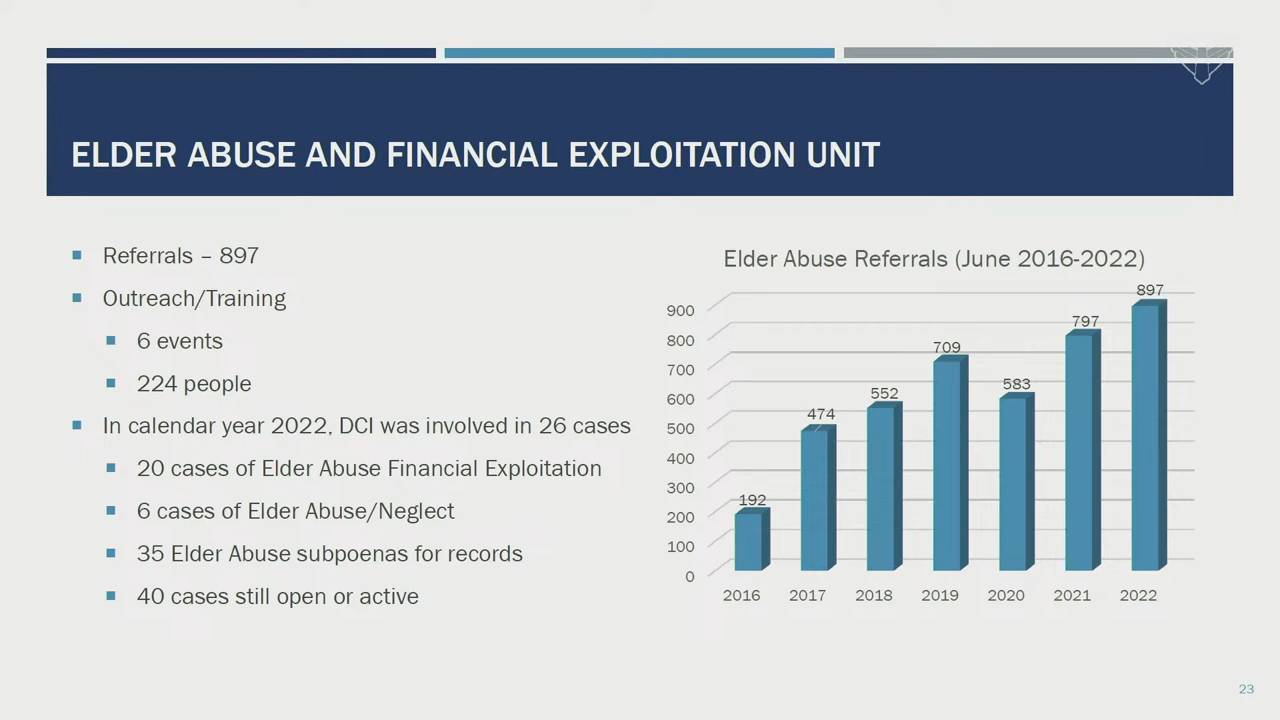 ELDER ABUSE AND FINANCIAL EXPLOITATION UNIT
Referrals – 897
Outreach/Training
6 events
224 people
In calendar year 2022, DCI was involved in 26 cases
20 cases of Elder Abuse Financial Exploitation
6 cases of Elder Abuse/Neglect
35 Elder Abuse subpoenas for records
40 cases still open or active
Elder Abuse Referrals (June 2016-2022)
900
800
700
600
500
400
300
200
100
0
192
474
552
709
583
797
897
2016 2017 2018 2019 2020 2021 2022
23